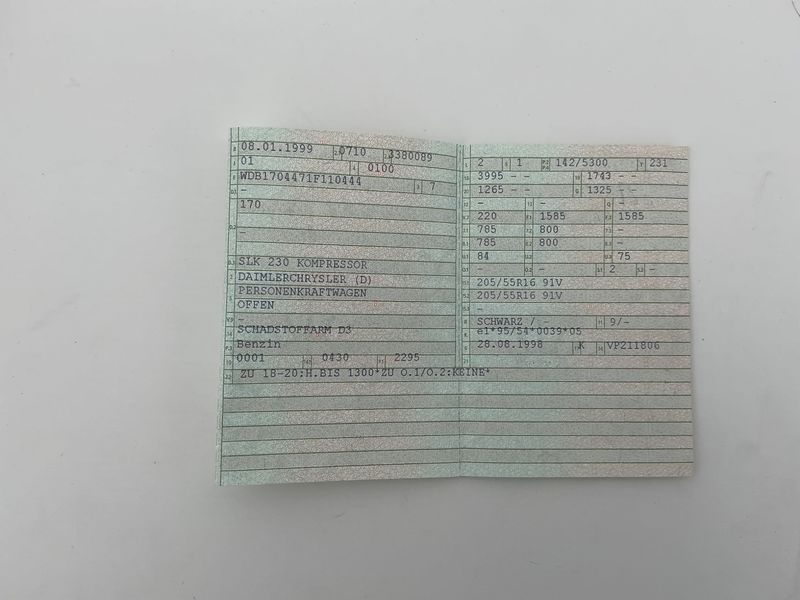 08.01.1999 0710 3380089
01 0100
WDB1704471F110444 7
-
170
-
SLK 230 KOMPRESSOR
DAIMLERCHRYSLER (D)
PERSONENKRAFTWAGEN
OFFEN
-
SCHADSTOFFARM D3
Benzin
0001 0430 2295
ZU 18-20:H.BIS 1300*ZU O.1/O.2:KEINE*
2 1 142/5300 231
3995 - - 1743 - -
1265 - - 1325 - -
- - -
220 1585 1585
785 800 -
785 800 -
84 - 75
- - 2 -
205/55R16 91V
205/55R16 91V
-
SCHWARZ / - 9/-
e1*95/54*0039*05
28.08.1998 K VP211806